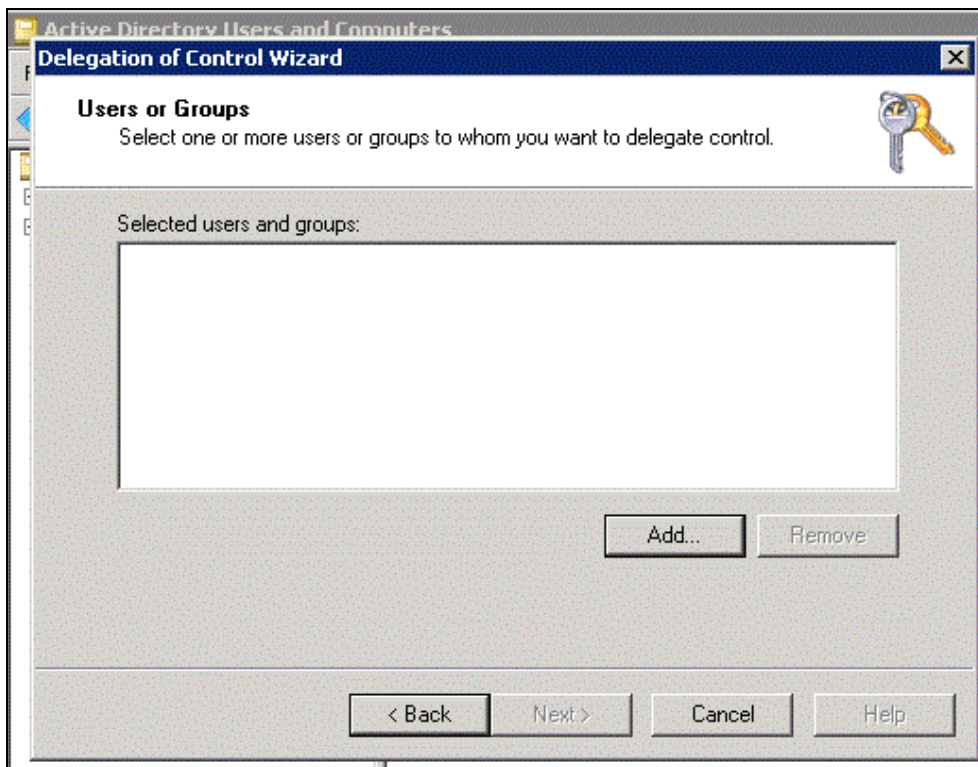 Active Directory Users and Computers
Delegation of Control Wizard
Users or Groups
Select one or more users or groups to whom you want to delegate control.
Selected users and groups:
Add... Remove
< Back Next > Cancel Help